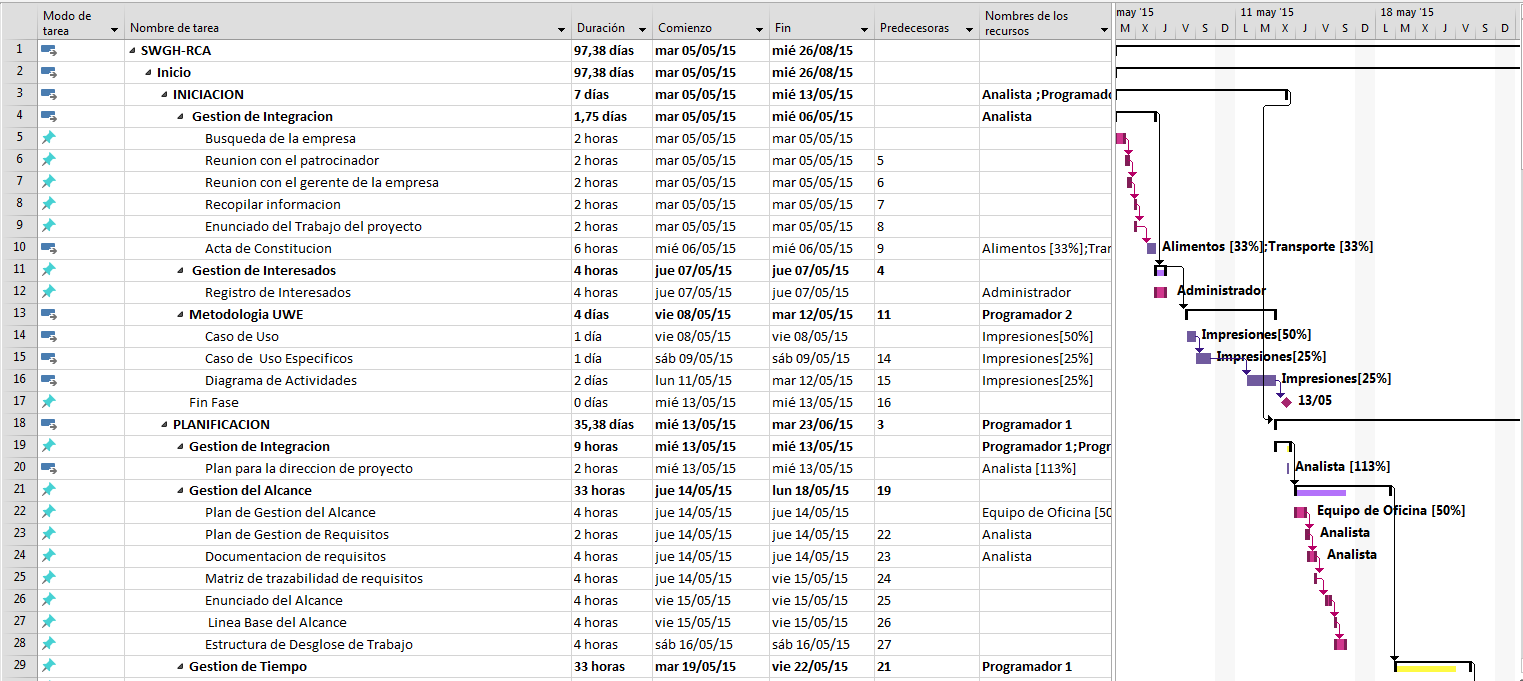 Modo de tarea Nombre de tarea Duración Comienzo Fin Predecesoras Nombres de los recursos may '15 11 may '15 18 may '15
M X J V S D L M X J V S D L M X J V S D
1 SWGH-RCA 97,38 días mar 05/05/15 mié 26/08/15
2 Inicio 97,38 días mar 05/05/15 mié 26/08/15
3 INICIACION 7 días mar 05/05/15 mié 13/05/15 Analista ;Programado
4 Gestion de Integracion 1,75 días mar 05/05/15 mié 06/05/15 Analista
5 Busqueda de la empresa 2 horas mar 05/05/15 mar 05/05/15
6 Reunion con el patrocinador 2 horas mar 05/05/15 mar 05/05/15 5
7 Reunion con el gerente de la empresa 2 horas mar 05/05/15 mar 05/05/15 6
8 Recopilar informacion 2 horas mar 05/05/15 mar 05/05/15 7
9 Enunciado del Trabajo del proyecto 2 horas mar 05/05/15 mar 05/05/15 8
10 Acta de Constitucion 6 horas mié 06/05/15 mié 06/05/15 9 Alimentos [33%];Tran Alimentos [33%];Transporte [33%]
11 Gestion de Interesados 4 horas jue 07/05/15 jue 07/05/15 4
12 Registro de Interesados 4 horas jue 07/05/15 jue 07/05/15 Administrador Administrador
13 Metodologia UWE 4 días vie 08/05/15 mar 12/05/15 11 Programador 2
14 Caso de Uso 1 día vie 08/05/15 vie 08/05/15 Impresiones[50%] Impresiones[50%]
15 Caso de Uso Especificos 1 día sáb 09/05/15 sáb 09/05/15 14 Impresiones[25%] Impresiones[25%]
16 Diagrama de Actividades 2 días lun 11/05/15 mar 12/05/15 15 Impresiones[25%] Impresiones[25%]
17 Fin Fase 0 días mié 13/05/15 mié 13/05/15 16 13/05
18 PLANIFICACION 35,38 días mié 13/05/15 mar 23/06/15 3 Programador 1
19 Gestion de Integracion 9 horas mié 13/05/15 mié 13/05/15 Programador 1;Progr
20 Plan para la direccion de proyecto 2 horas mié 13/05/15 mié 13/05/15 Analista [113%] Analista [113%]
21 Gestion del Alcance 33 horas jue 14/05/15 lun 18/05/15 19
22 Plan de Gestion del Alcance 4 horas jue 14/05/15 jue 14/05/15 Equipo de Oficina [50 Equipo de Oficina [50%]
23 Plan de Gestion de Requisitos 2 horas jue 14/05/15 jue 14/05/15 22 Analista Analista
24 Documentacion de requisitos 4 horas jue 14/05/15 jue 14/05/15 23 Analista Analista
25 Matriz de trazabilidad de requisitos 4 horas jue 14/05/15 vie 15/05/15 24
26 Enunciado del Alcance 4 horas vie 15/05/15 vie 15/05/15 25
27 Linea Base del Alcance 4 horas vie 15/05/15 vie 15/05/15 26
28 Estructura de Desglose de Trabajo 4 horas sáb 16/05/15 sáb 16/05/15 27
29 Gestion de Tiempo 33 horas mar 19/05/15 vie 22/05/15 21 Programador 1